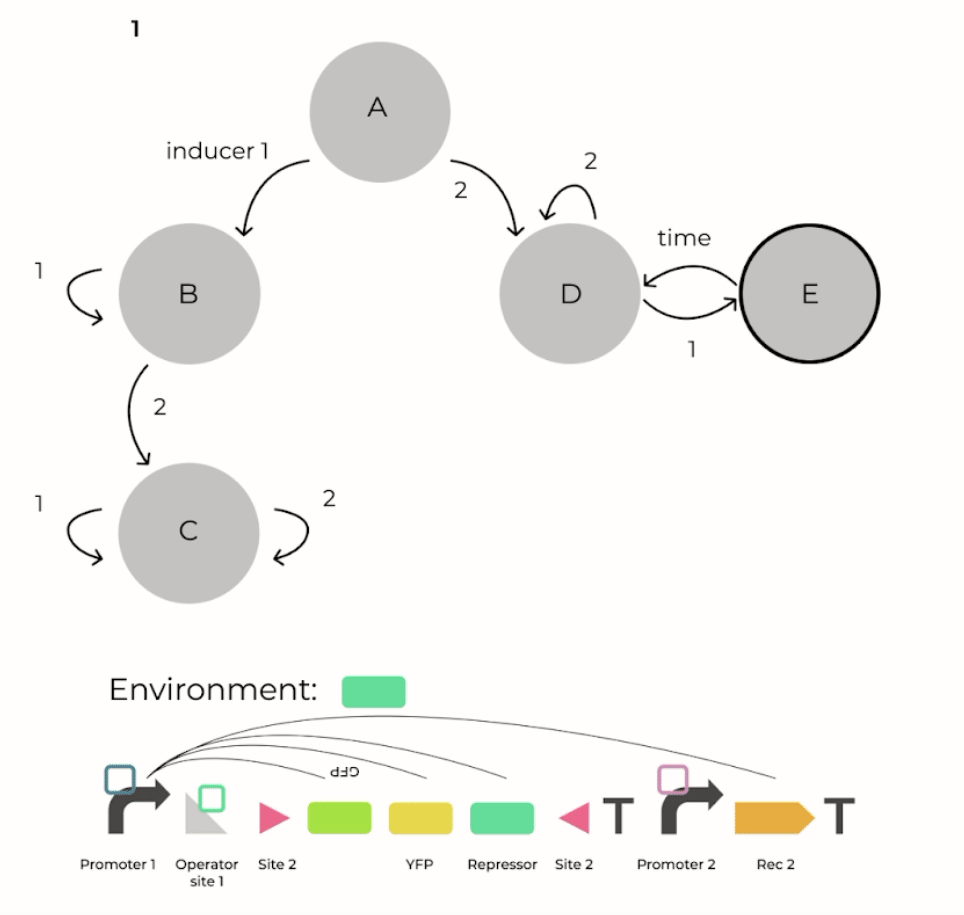 1
A
inducer 1
2
2
time
1
B
D
E
1
2
1
C
2
Environment:
GFP
T
T
Promoter 1
Operator
site 1
Site 2
YFP
Repressor
Site 2
Promoter 2
Rec 2